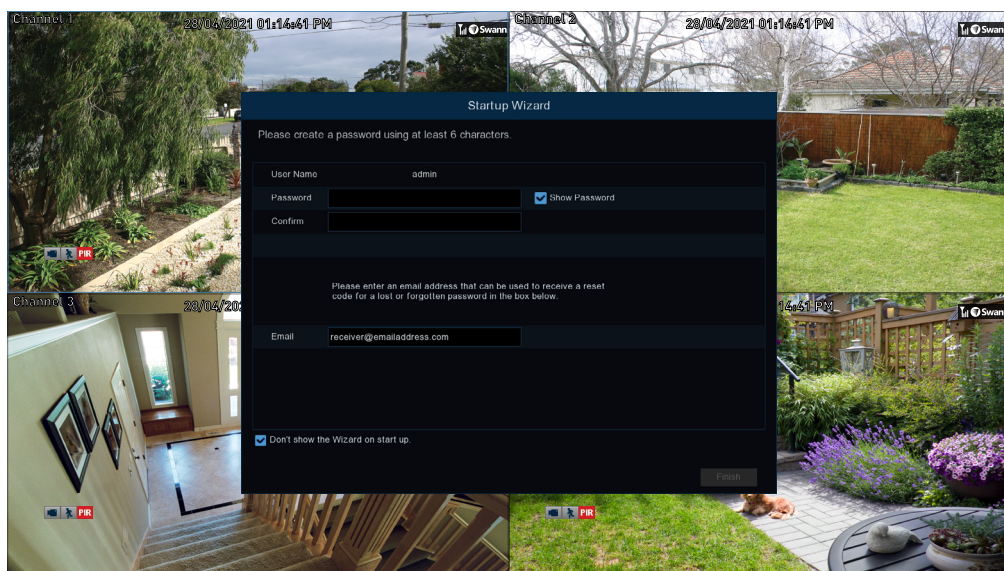 Channel 1
28/04/2021 01:14:41 PM
Swann
Channel 2
28/04/2021 01:14:41 PM
Swann
Startup Wizard
Please create a password using at least 6 characters.
User Name admin
Password Show Password
Confirm
PIR
Please enter an email address that can be used to receive a reset
code for a lost or forgotten password in the box below.
Channel 3
28/04/20
14:41 PM
Swann
Email receiver@emailaddress.com
Don't show the Wizard on start up.
Finish
PIR
PIR